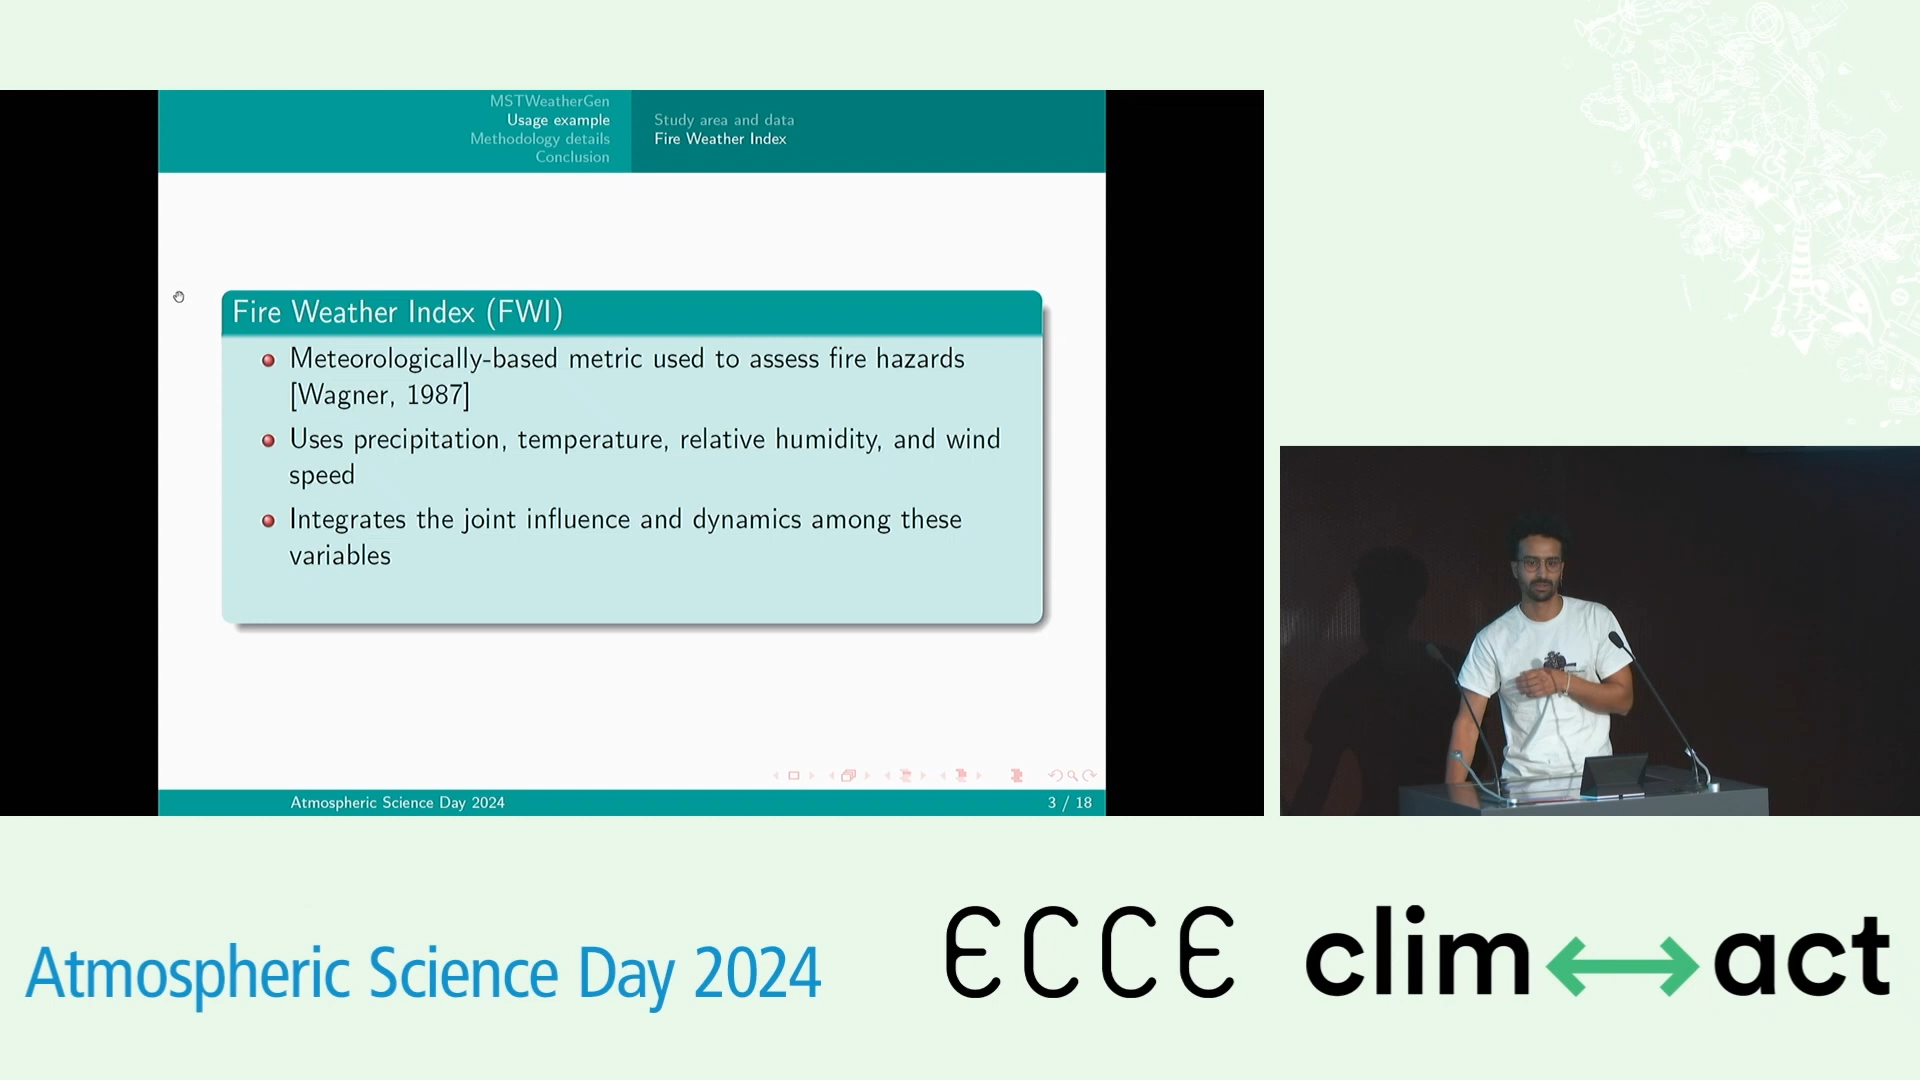 MSTWeatherGen
Usage example
Methodology details
Conclusion
Study area and data
Fire Weather Index
Fire Weather Index (FWI)
Meteorologically-based metric used to assess fire hazards
[Wagner, 1987]
Uses precipitation, temperature, relative humidity, and wind
speed
Integrates the joint influence and dynamics among these
variables
Atmospheric Science Day 2024
3 / 18
Atmospheric Science Day 2024
ECCE
clim act